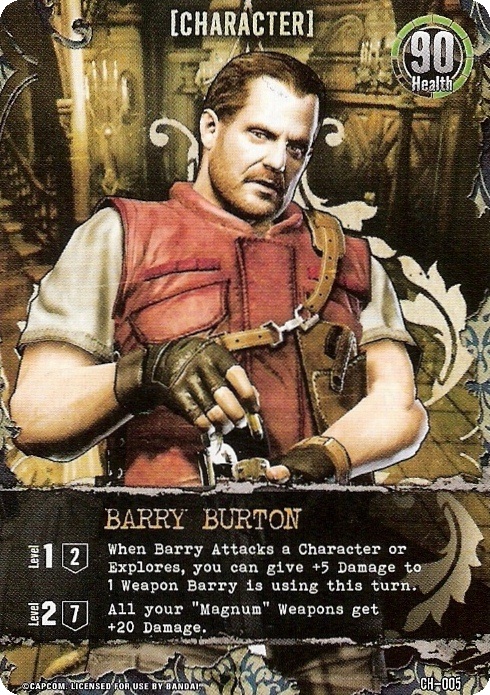 [CHARACTER]
90
Health
BARRY BURTON
Level 1 2
When Barry Attacks a Character or
Explores, you can give +5 Damage to
1 Weapon Barry is using this turn.
Level 2 7
All your "Magnum" Weapons get
+20 Damage.
©CAPCOM. LICENSED FOR USE BY BANDAI.
CH-005